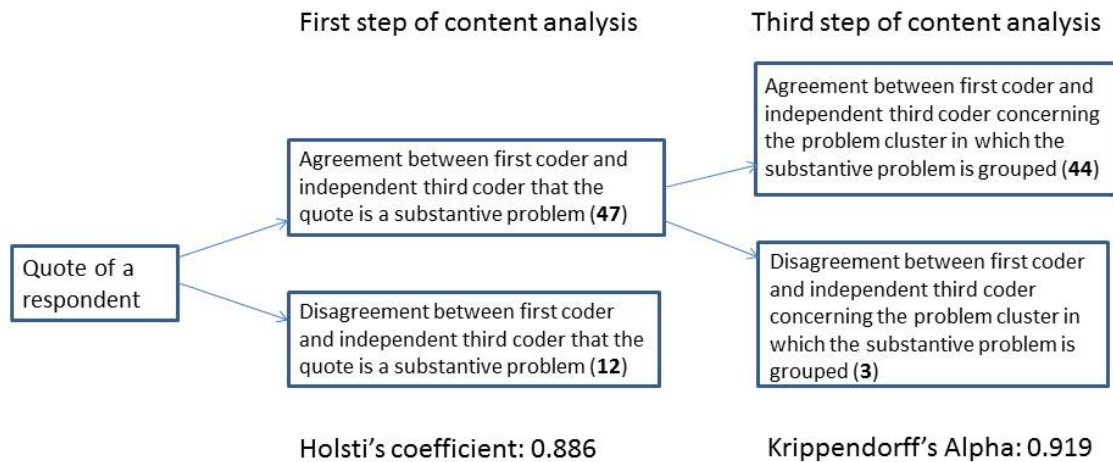 First step of content analysis
Third step of content analysis
Quote of a
respondent
Agreement between first coder and
independent third coder that the
quote is a substantive problem (47)
Disagreement between first coder
and independent third coder that the
quote is a substantive problem (12)
Agreement between first coder and
independent third coder concerning
the problem cluster in which the
substantive problem is grouped (44)
Disagreement between first coder
and independent third coder
concerning the problem cluster in
which the substantive problem is
grouped (3)
Holsti's coefficient: 0.886
Krippendorff's Alpha: 0.919